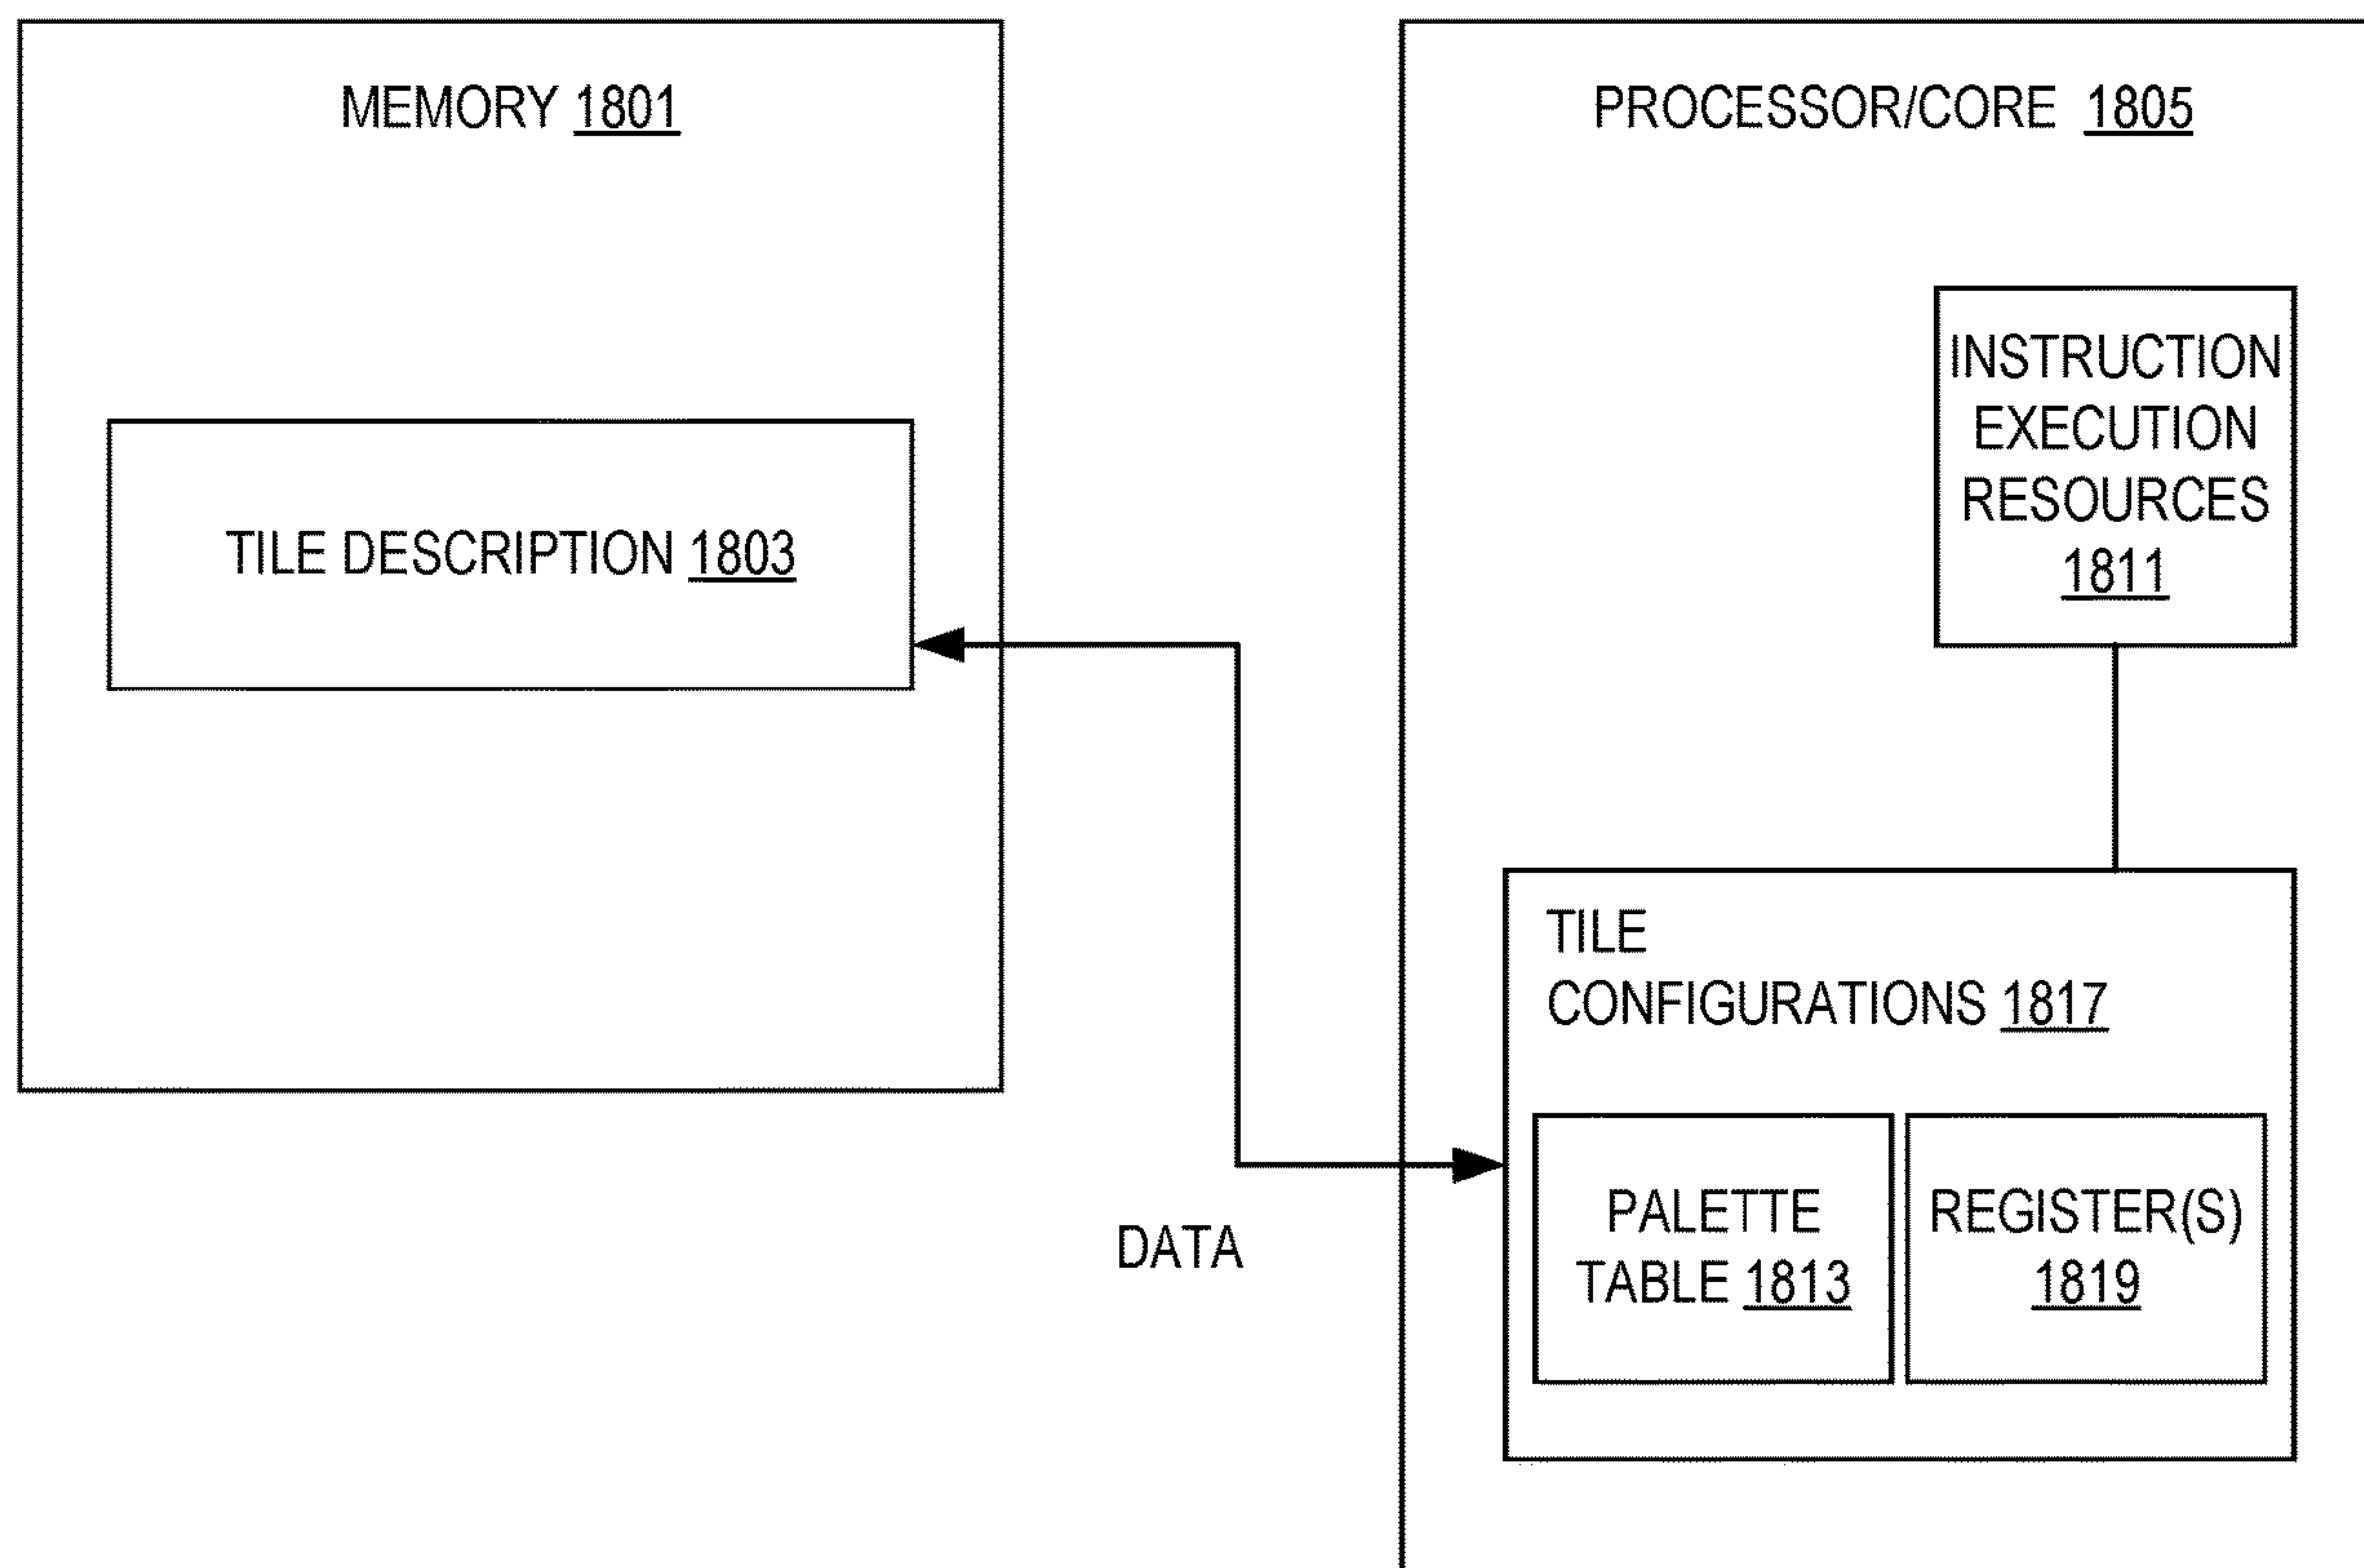 MEMORY 1801
PROCESSOR/CORE 1805
INSTRUCTION
EXECUTION
RESOURCES
1811
TILE DESCRIPTION 1803
TILE
CONFIGURATIONS 1817
PALETTE
TABLE 1813
REGISTER(S)
1819
DATA